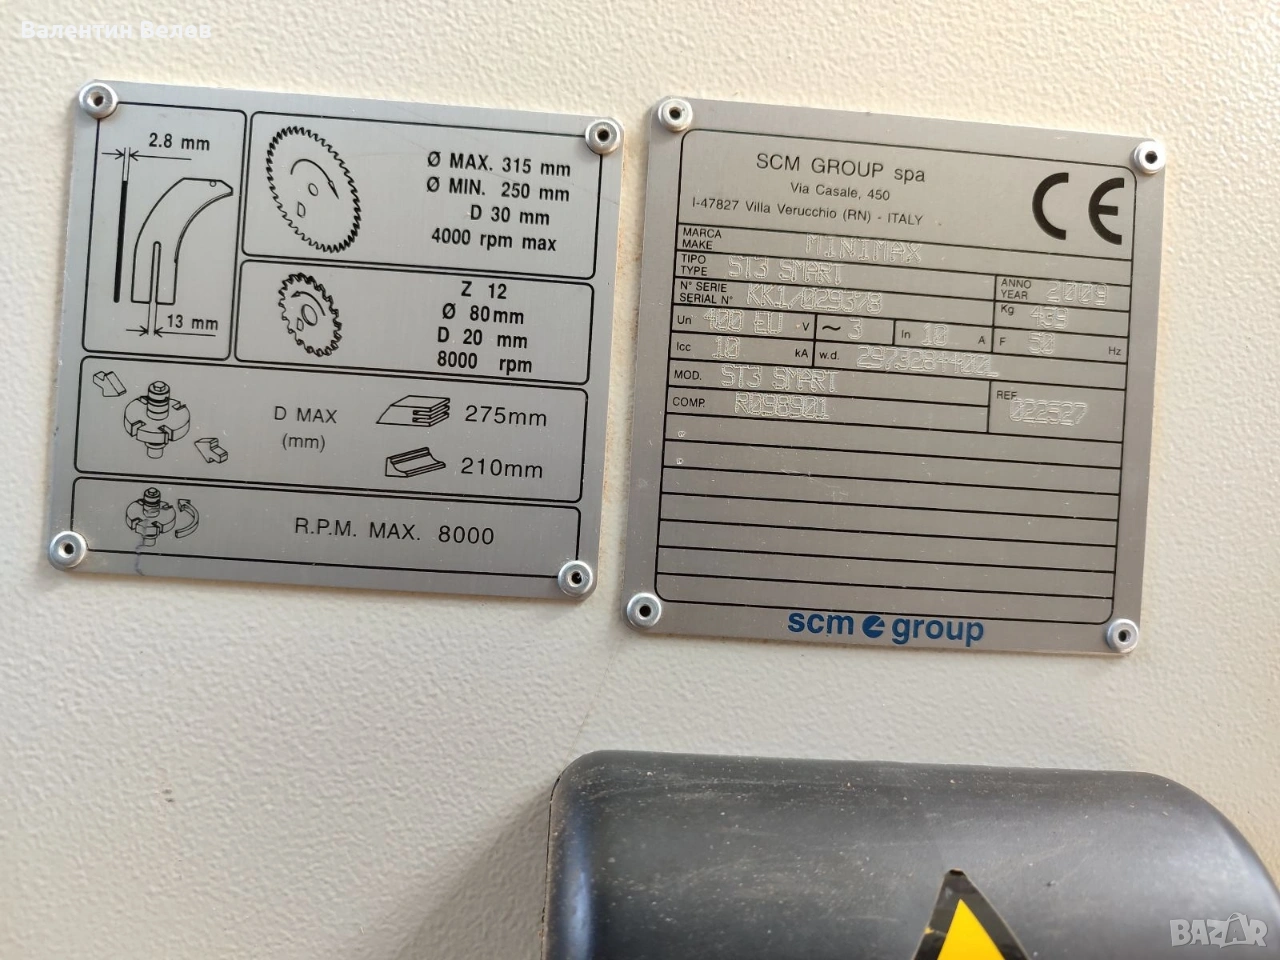 Валентин Велев
2.8 mm
13 mm
Ø MAX. 315 mm
Ø MIN. 250 mm
D 30 mm
4000 rpm max
Z 12
Ø 80mm
D 20 mm
8000 rpm
D MAX
(mm)
275mm
210mm
R.P.M. MAX. 8000
SCM GROUP spa
Via Casale, 450
I-47827 Villa Verucchio (RN) - ITALY
CE
MARCA
MAKE MINIMAX
TIPO
TYPE ST3 SMART
ANNO
YEAR 2009
N° SERIE
SERIAL N° KK1/029378
Kg 439
Un 400 EU V ~ 3 In 10 A F 50 Hz
Icc 10 kA w.d. 2973284400L
MOD. ST3 SMART
COMP. R098901
REF. 022527
scm group
BAZAR